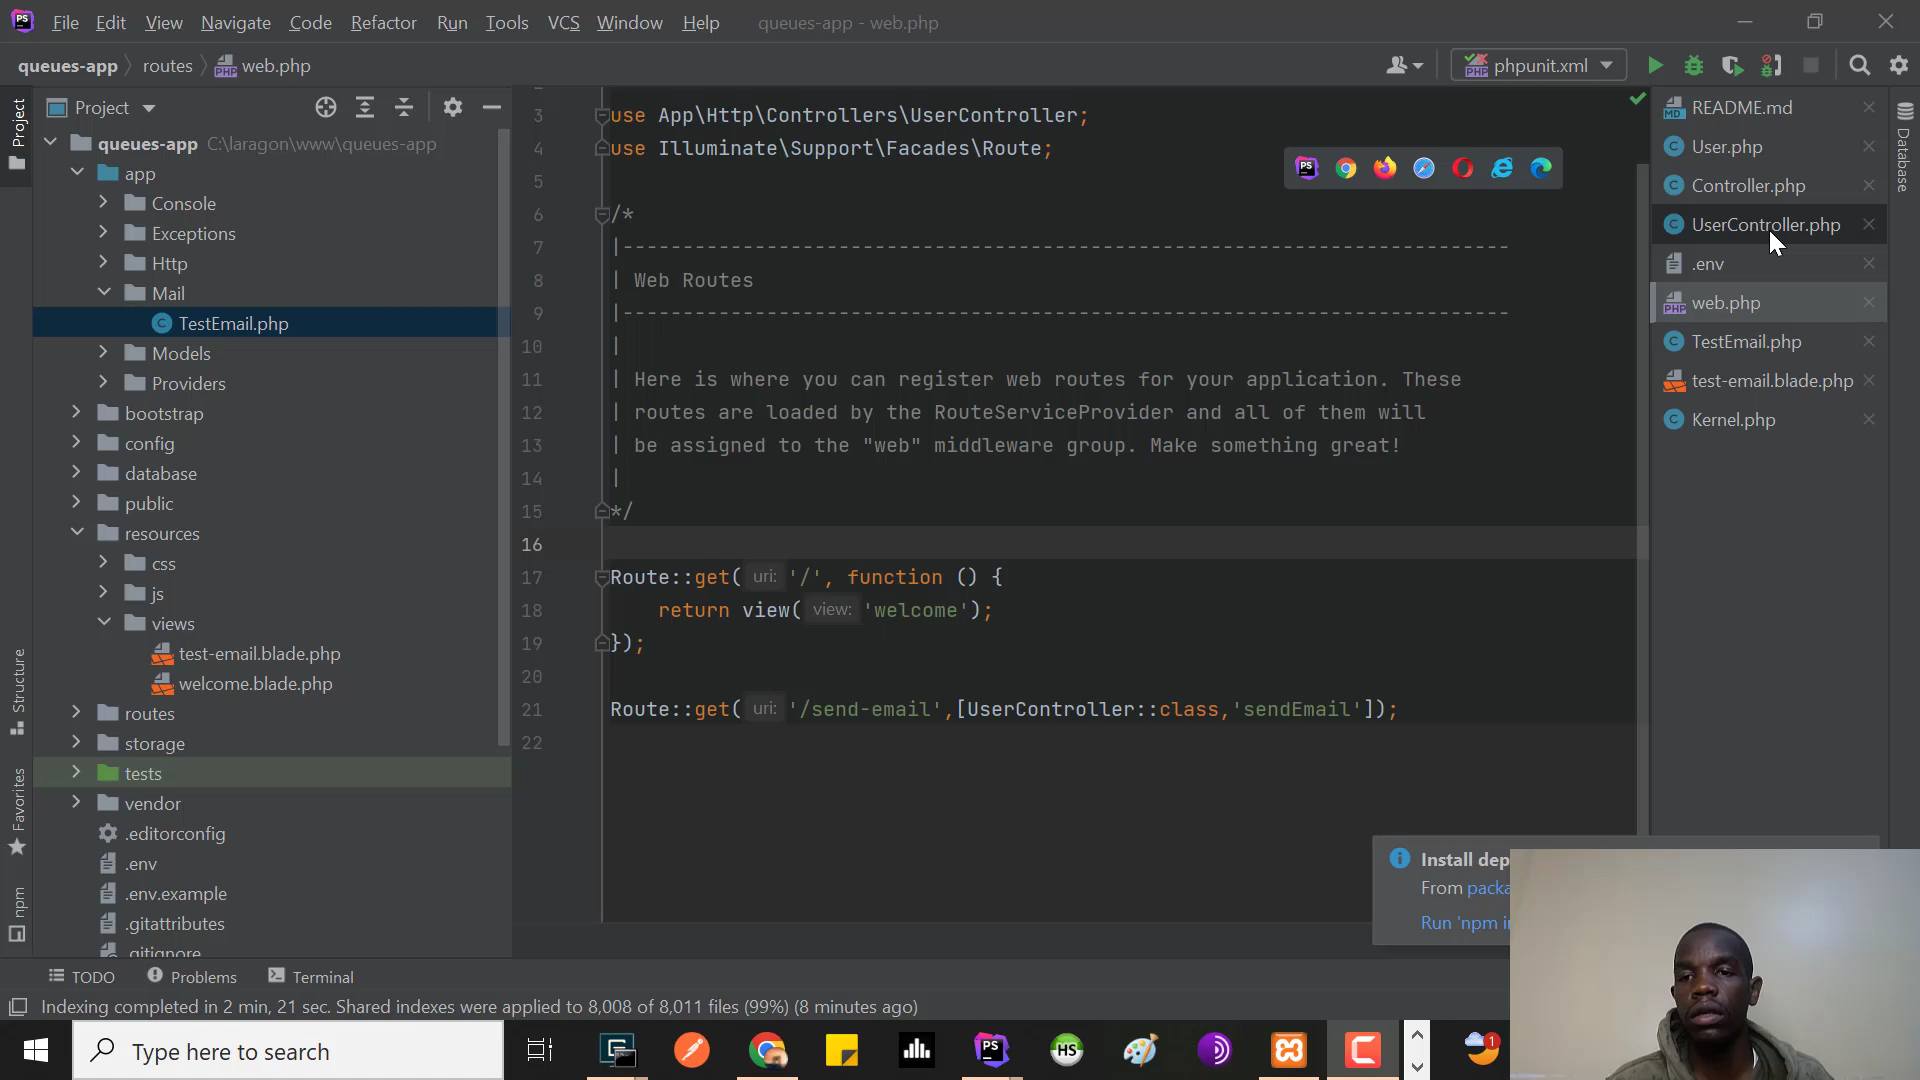 File Edit View Navigate Code Refactor Run Tools VCS Window Help queues-app - web.php
queues-app routes web.php
phpunit.xml
Project
queues-app C:\laragon\www\queues-app
app
Console
Exceptions
Http
Mail
TestEmail.php
Models
Providers
bootstrap
config
database
public
resources
css
js
views
test-email.blade.php
welcome.blade.php
routes
storage
tests
vendor
.editorconfig
.env
.env.example
.gitattributes
.gitignore
Project
Structure
Favorites
npm
3 use App\Http\Controllers\UserController;
4 use Illuminate\Support\Facades\Route;
5
6 /*
7 |--------------------------------------------------------------------------
8 | Web Routes
9 |--------------------------------------------------------------------------
10 |
11 | Here is where you can register web routes for your application. These
12 | routes are loaded by the RouteServiceProvider and all of them will
13 | be assigned to the "web" middleware group. Make something great!
14 |
15 */
16
17 Route::get( uri: '/', function () {
18 return view( view: 'welcome');
19 });
20
21 Route::get( uri: '/send-email',[UserController::class,'sendEmail']);
22
README.md
User.php
Controller.php
UserController.php
.env
web.php
TestEmail.php
test-email.blade.php
Kernel.php
Database
Install dep
From packa
Run 'npm in
TODO Problems Terminal
Indexing completed in 2 min, 21 sec. Shared indexes were applied to 8,008 of 8,011 files (99%) (8 minutes ago)
Type here to search
PS
HS
1